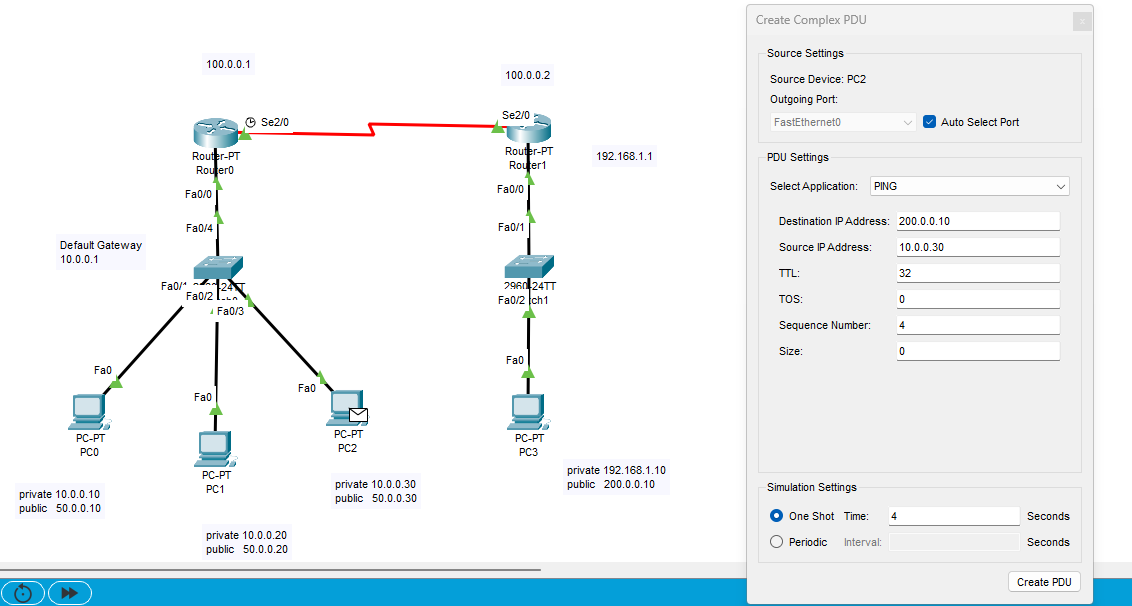 100.0.0.1
100.0.0.2
Se2/0
Se2/0
Router-PT
Router0
Router-PT
Router1
192.168.1.1
Fa0/0
Fa0/0
Fa0/4
Fa0/1
Default Gateway
10.0.0.1
Fa0/1
-24TT
Fa0/2
Fa0/3
2960-24TT
Fa0/2
ch1
Fa0
Fa0
Fa0
Fa0
PC-PT
PC0
PC-PT
PC1
PC-PT
PC2
PC-PT
PC3
private 10.0.0.10
public 50.0.0.10
private 10.0.0.20
public 50.0.0.20
private 10.0.0.30
public 50.0.0.30
private 192.168.1.10
public 200.0.0.10
Create Complex PDU
x
Source Settings
Source Device: PC2
Outgoing Port:
FastEthernet0
Auto Select Port
PDU Settings
Select Application: PING
Destination IP Address: 200.0.0.10
Source IP Address: 10.0.0.30
TTL: 32
TOS: 0
Sequence Number: 4
Size: 0
Simulation Settings
One Shot Time: 4 Seconds
Periodic Interval: Seconds
Create PDU